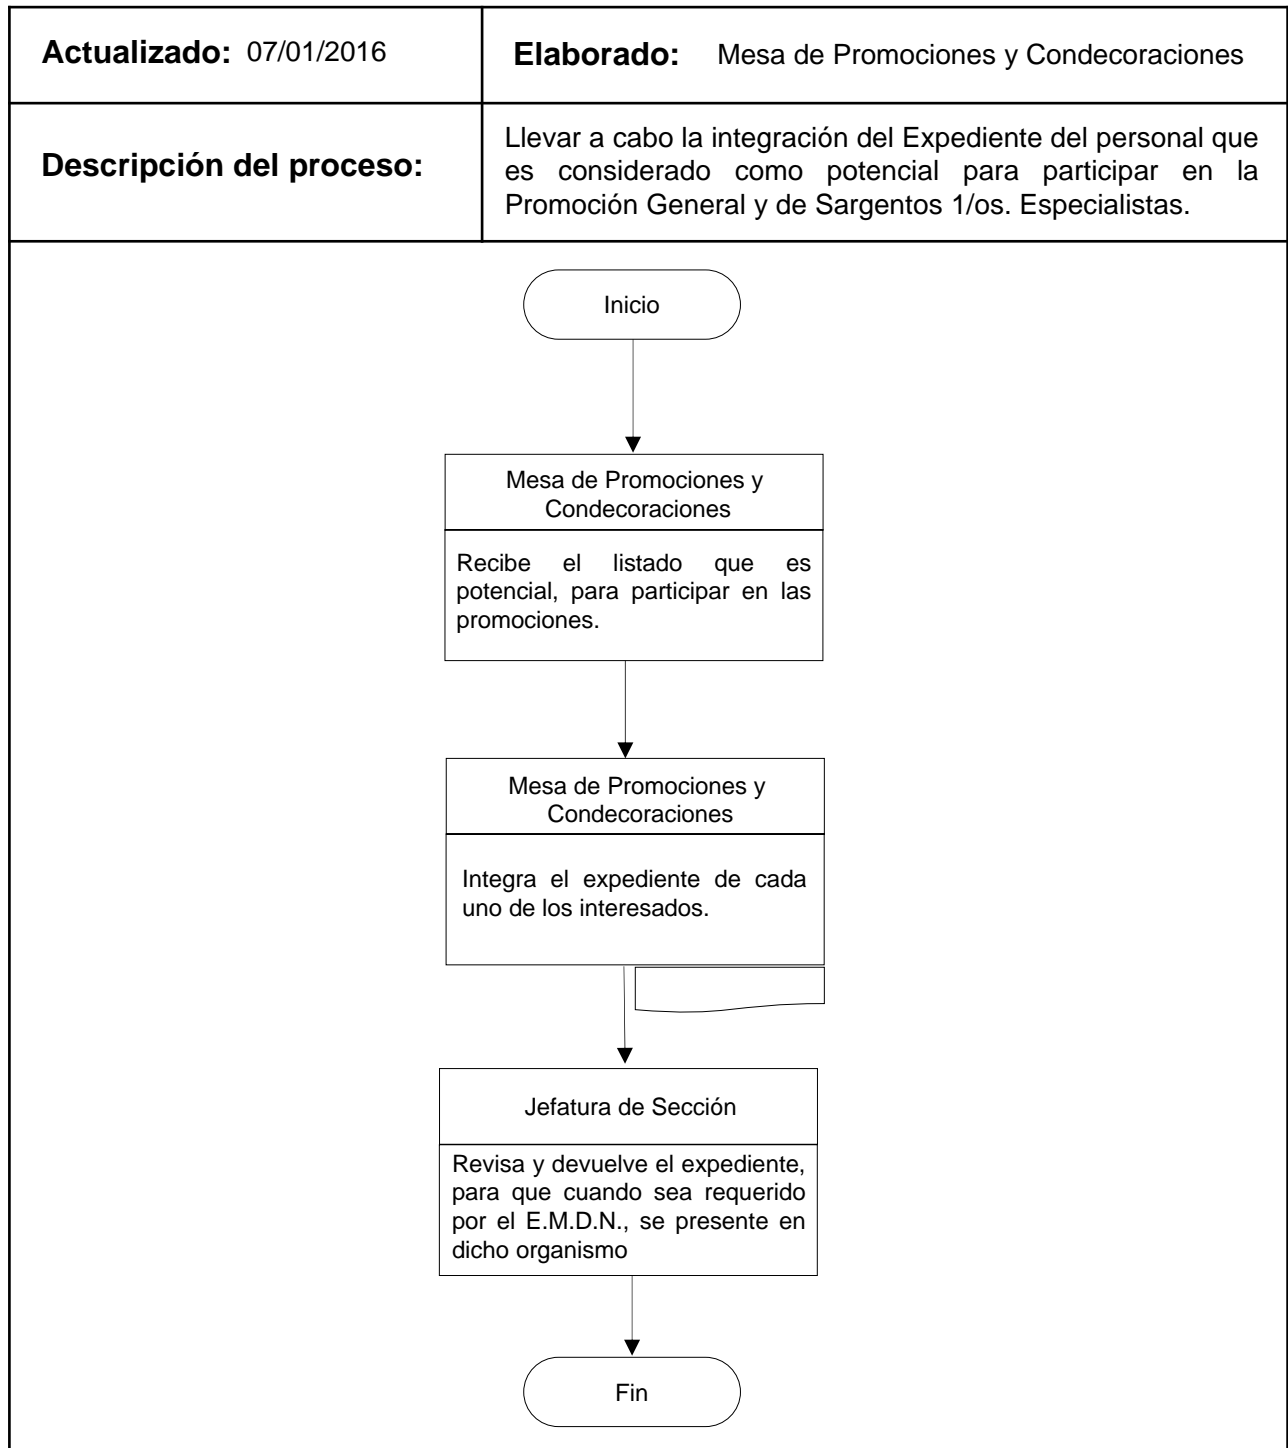 Actualizado: 07/01/2016
Elaborado: Mesa de Promociones y Condecoraciones
Descripción del proceso:
Llevar a cabo la integración del Expediente del personal que
es considerado como potencial para participar en la
Promoción General y de Sargentos 1/os. Especialistas.
Inicio
Mesa de Promociones y
Condecoraciones
Recibe el listado que es
potencial, para participar en las
promociones.
Mesa de Promociones y
Condecoraciones
Integra el expediente de cada
uno de los interesados.
Jefatura de Sección
Revisa y devuelve el expediente,
para que cuando sea requerido
por el E.M.D.N., se presente en
dicho organismo
Fin